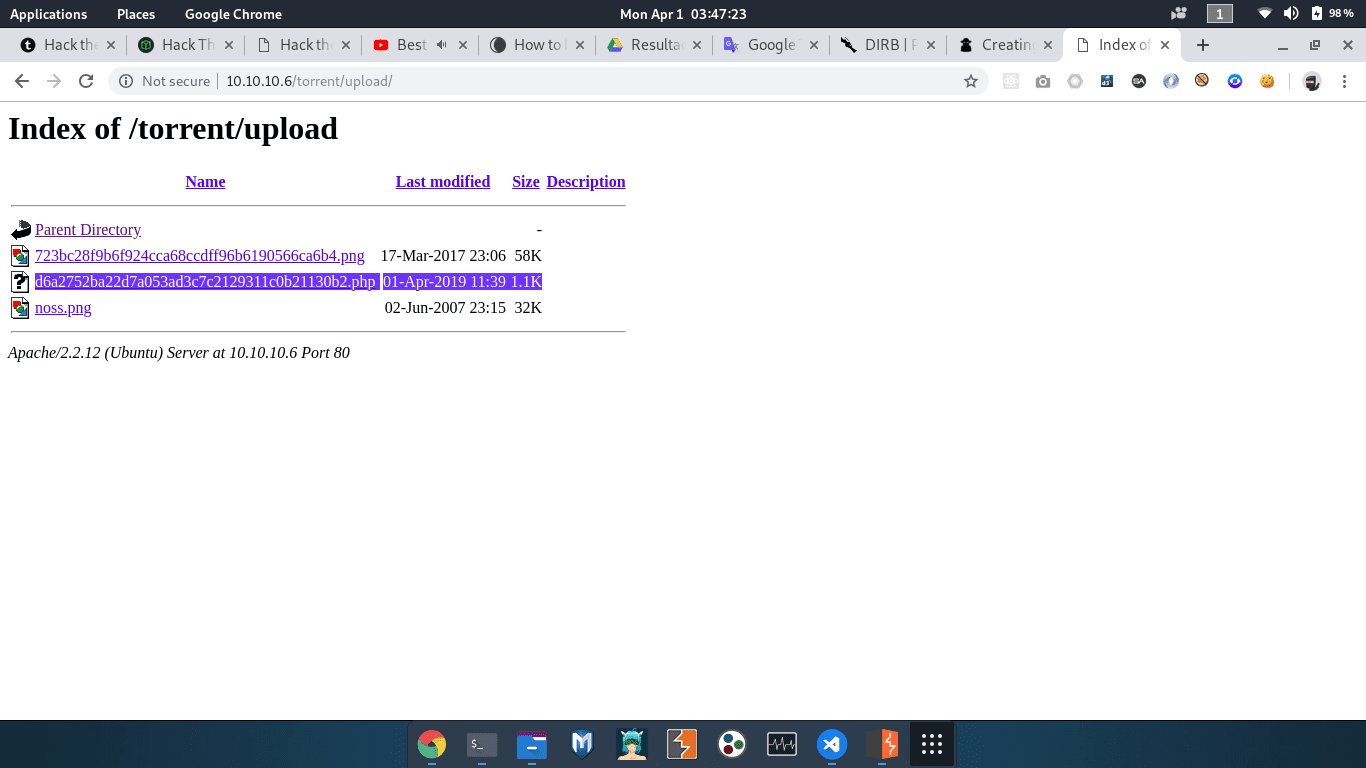 Applications Places Google Chrome Mon Apr 1 03:47:23 1 98 %
Hack the Hack Th Hack the Best How to Resulta Google DIRB | Creatin Index of
Not secure 10.10.10.6/torrent/upload/
Index of /torrent/upload
Name Last modified Size Description
Parent Directory -
723bc28f9b6f924cca68ccdff96b6190566ca6b4.png 17-Mar-2017 23:06 58K
d6a2752ba22d7a053ad3c7c2129311c0b21130b2.php 01-Apr-2019 11:39 1.1K
noss.png 02-Jun-2007 23:15 32K
Apache/2.2.12 (Ubuntu) Server at 10.10.10.6 Port 80